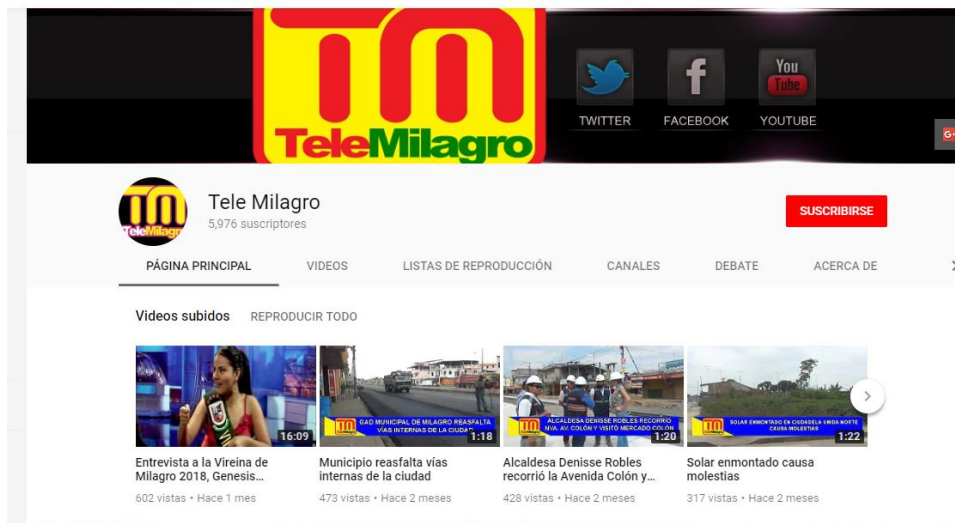 TM
TeleMilagro
TWITTER
FACEBOOK
You
Tube
YOUTUBE
G+
TM
TeleMilagro
Tele Milagro
5,976 suscriptores
SUSCRIBIRSE
PÁGINA PRINCIPAL VIDEOS LISTAS DE REPRODUCCIÓN CANALES DEBATE ACERCA DE
Videos subidos REPRODUCIR TODO
16:09
GAD MUNICIPAL DE MILAGRO REASFALTA
VÍAS INTERNAS DE LA CIUDAD
1:18
ALCALDESA DENISSE ROBLES RECORRIÓ
NVA. AV. COLÓN Y VISITÓ MERCADO COLÓN
1:20
SOLAR ENMONTADO EN CIUDADELA UNIDA NORTE
CAUSA MOLESTIAS
1:22
Entrevista a la Vireina de
Milagro 2018, Genesis...
602 vistas • Hace 1 mes
Municipio reasfalta vías
internas de la ciudad
473 vistas • Hace 2 meses
Alcaldesa Denisse Robles
recorrió la Avenida Colón y...
428 vistas • Hace 2 meses
Solar enmontado causa
molestias
317 vistas • Hace 2 meses